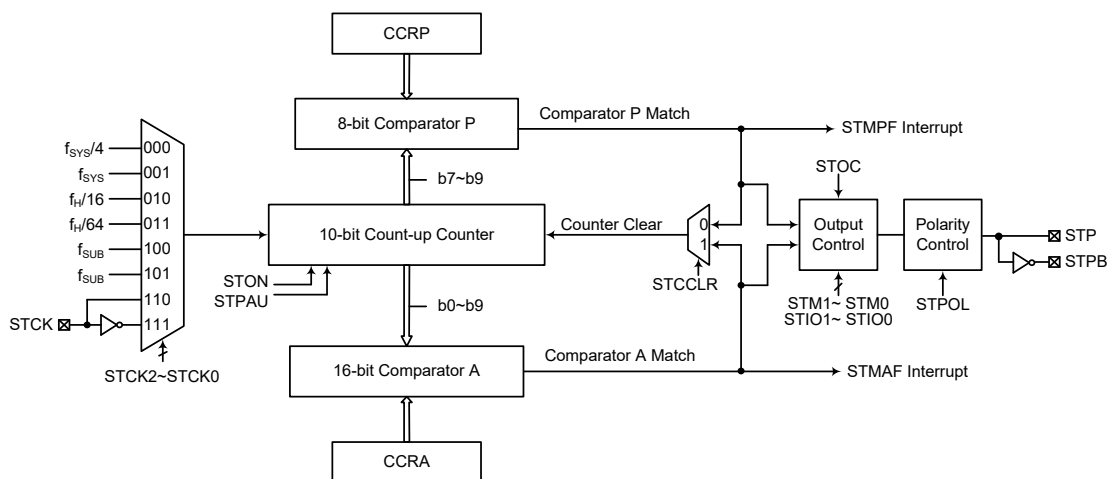 CCRP
8-bit Comparator P
Comparator P Match
STMPF Interrupt
b7~b9
fSYS/4
000
fSYS
001
fH/16
010
fH/64
011
fSUB
100
fSUB
101
110
STCK
111
STCK2~STCK0
10-bit Count-up Counter
STON
STPAU
b0~b9
Counter Clear
0
1
STCCLR
STOC
Output
Control
STM1~ STM0
STIO1~ STIO0
Polarity
Control
STPOL
STP
STPB
16-bit Comparator A
Comparator A Match
STMAF Interrupt
CCRA